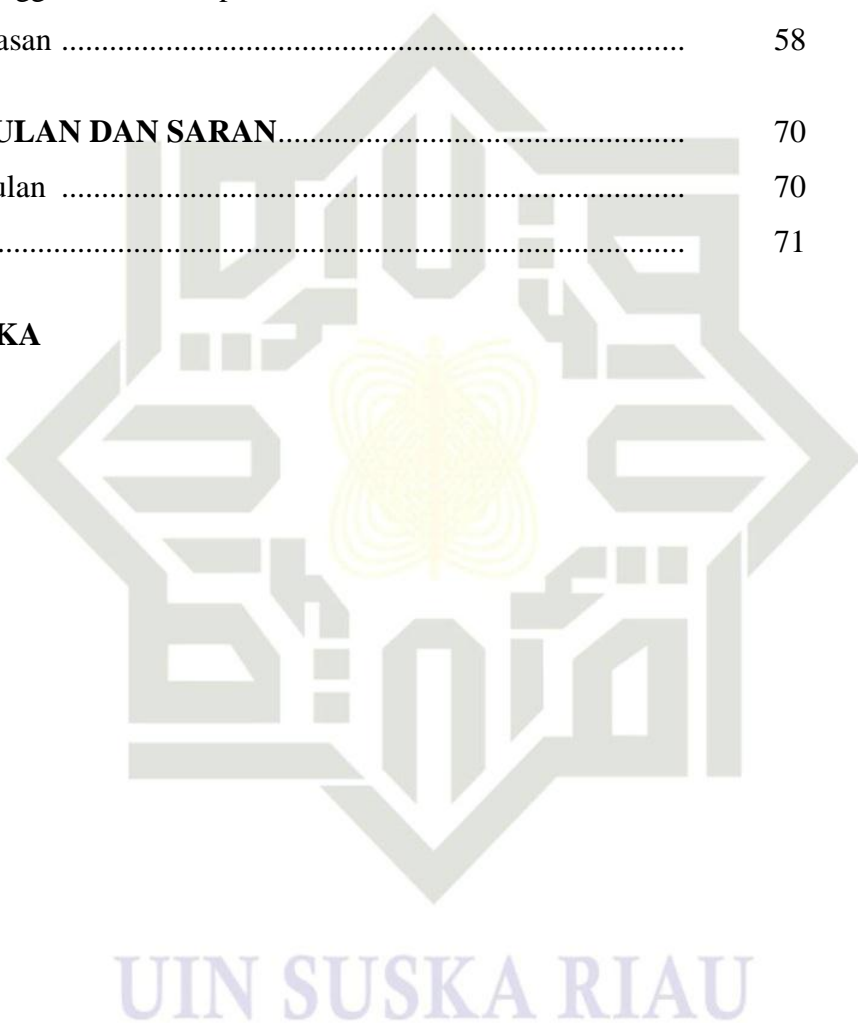 asan ........................................................................... 58
ULAN DAN SARAN................................................. 70
ulan ........................................................................... 70
................................................................................... 71
KA
UIN SUSKA RIAU